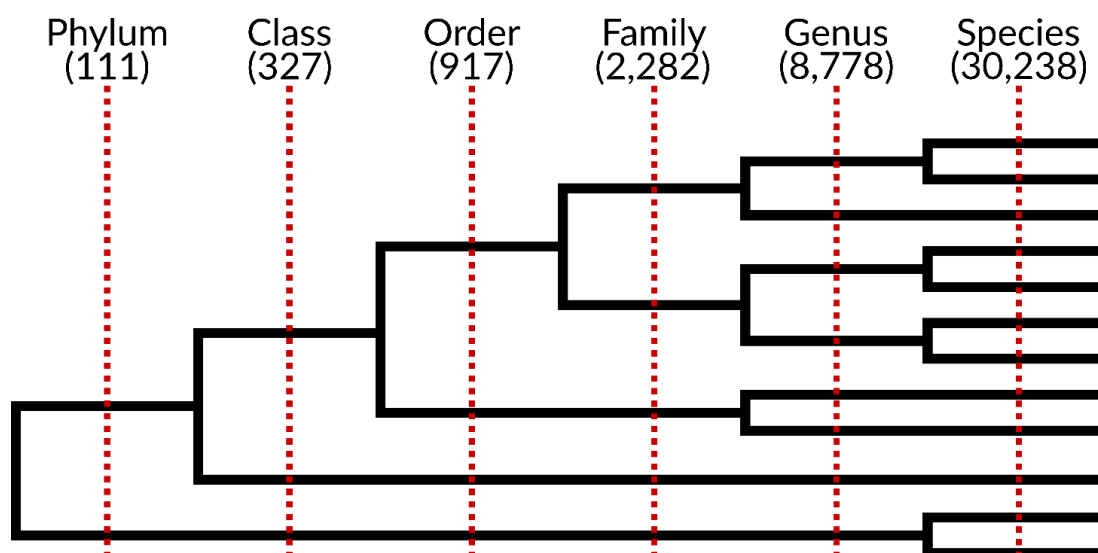 Phylum Class Order Family Genus Species
(111) (327) (917) (2,282) (8,778) (30,238)